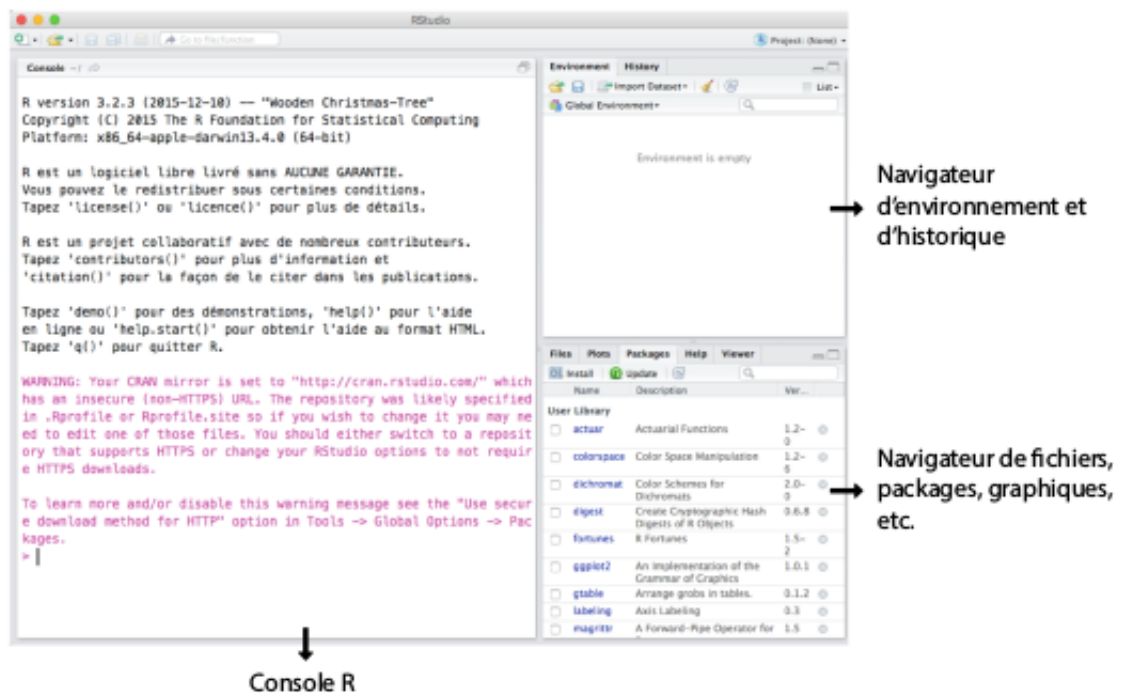 RStudio
Go to file/function
Project: (None)
Console ~/
R version 3.2.3 (2015-12-10) -- "Wooden Christmas-Tree"
Copyright (C) 2015 The R Foundation for Statistical Computing
Platform: x86_64-apple-darwin13.4.0 (64-bit)
R est un logiciel libre livré sans AUCUNE GARANTIE.
Vous pouvez le redistribuer sous certaines conditions.
Tapez 'license()' ou 'licence()' pour plus de détails.
R est un projet collaboratif avec de nombreux contributeurs.
Tapez 'contributors()' pour plus d'information et
'citation()' pour la façon de le citer dans les publications.
Tapez 'demo()' pour des démonstrations, 'help()' pour l'aide
en ligne ou 'help.start()' pour obtenir l'aide au format HTML.
Tapez 'q()' pour quitter R.
WARNING: Your CRAN mirror is set to "http://cran.rstudio.com/" which
has an insecure (non-HTTPS) URL. The repository was likely specified
in .Rprofile or Rprofile.site so if you wish to change it you may ne
ed to edit one of those files. You should either switch to a reposit
ory that supports HTTPS or change your RStudio options to not requir
e HTTPS downloads.
To learn more and/or disable this warning message see the "Use secur
e download method for HTTP" option in Tools -> Global Options -> Pac
kages.
>
Console R
Environment History
Import Dataset List
Global Environment
Environment is empty
Navigateur
d'environnement et
d'historique
Files Plots Packages Help Viewer
Install Update
Name Description Ver...
User Library
actuar Actuarial Functions 1.2-
0
colorspace Color Space Manipulation 1.2-
6
dichromat Color Schemes for 2.0-
Dichromats 0
digest Create Cryptographic Hash 0.6.8
Digests of R Objects
fortunes R Fortunes 1.5-
2
ggplot2 An Implementation of the 1.0.1
Grammar of Graphics
gtable Arrange grobs in tables. 0.1.2
labeling Axis Labeling 0.3
magrittr A Forward-Pipe Operator for 1.5
Navigateur de fichiers,
packages, graphiques,
etc.